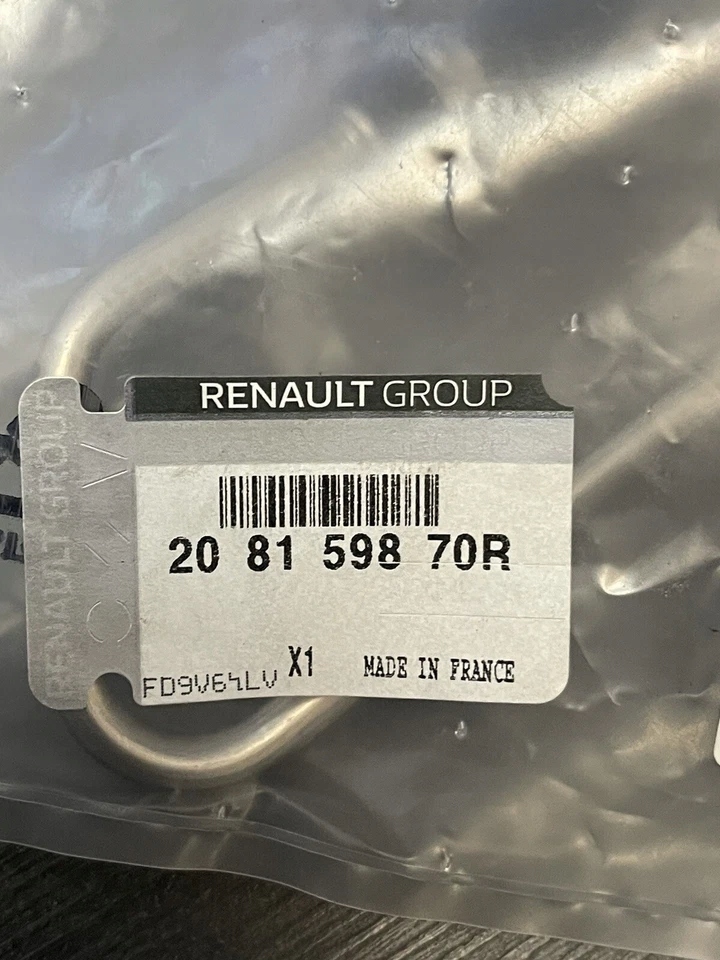 RENAULT GROUP
RENAULT GROUP
20 81 598 70R
FD9V64LV
X1
MADE IN FRANCE